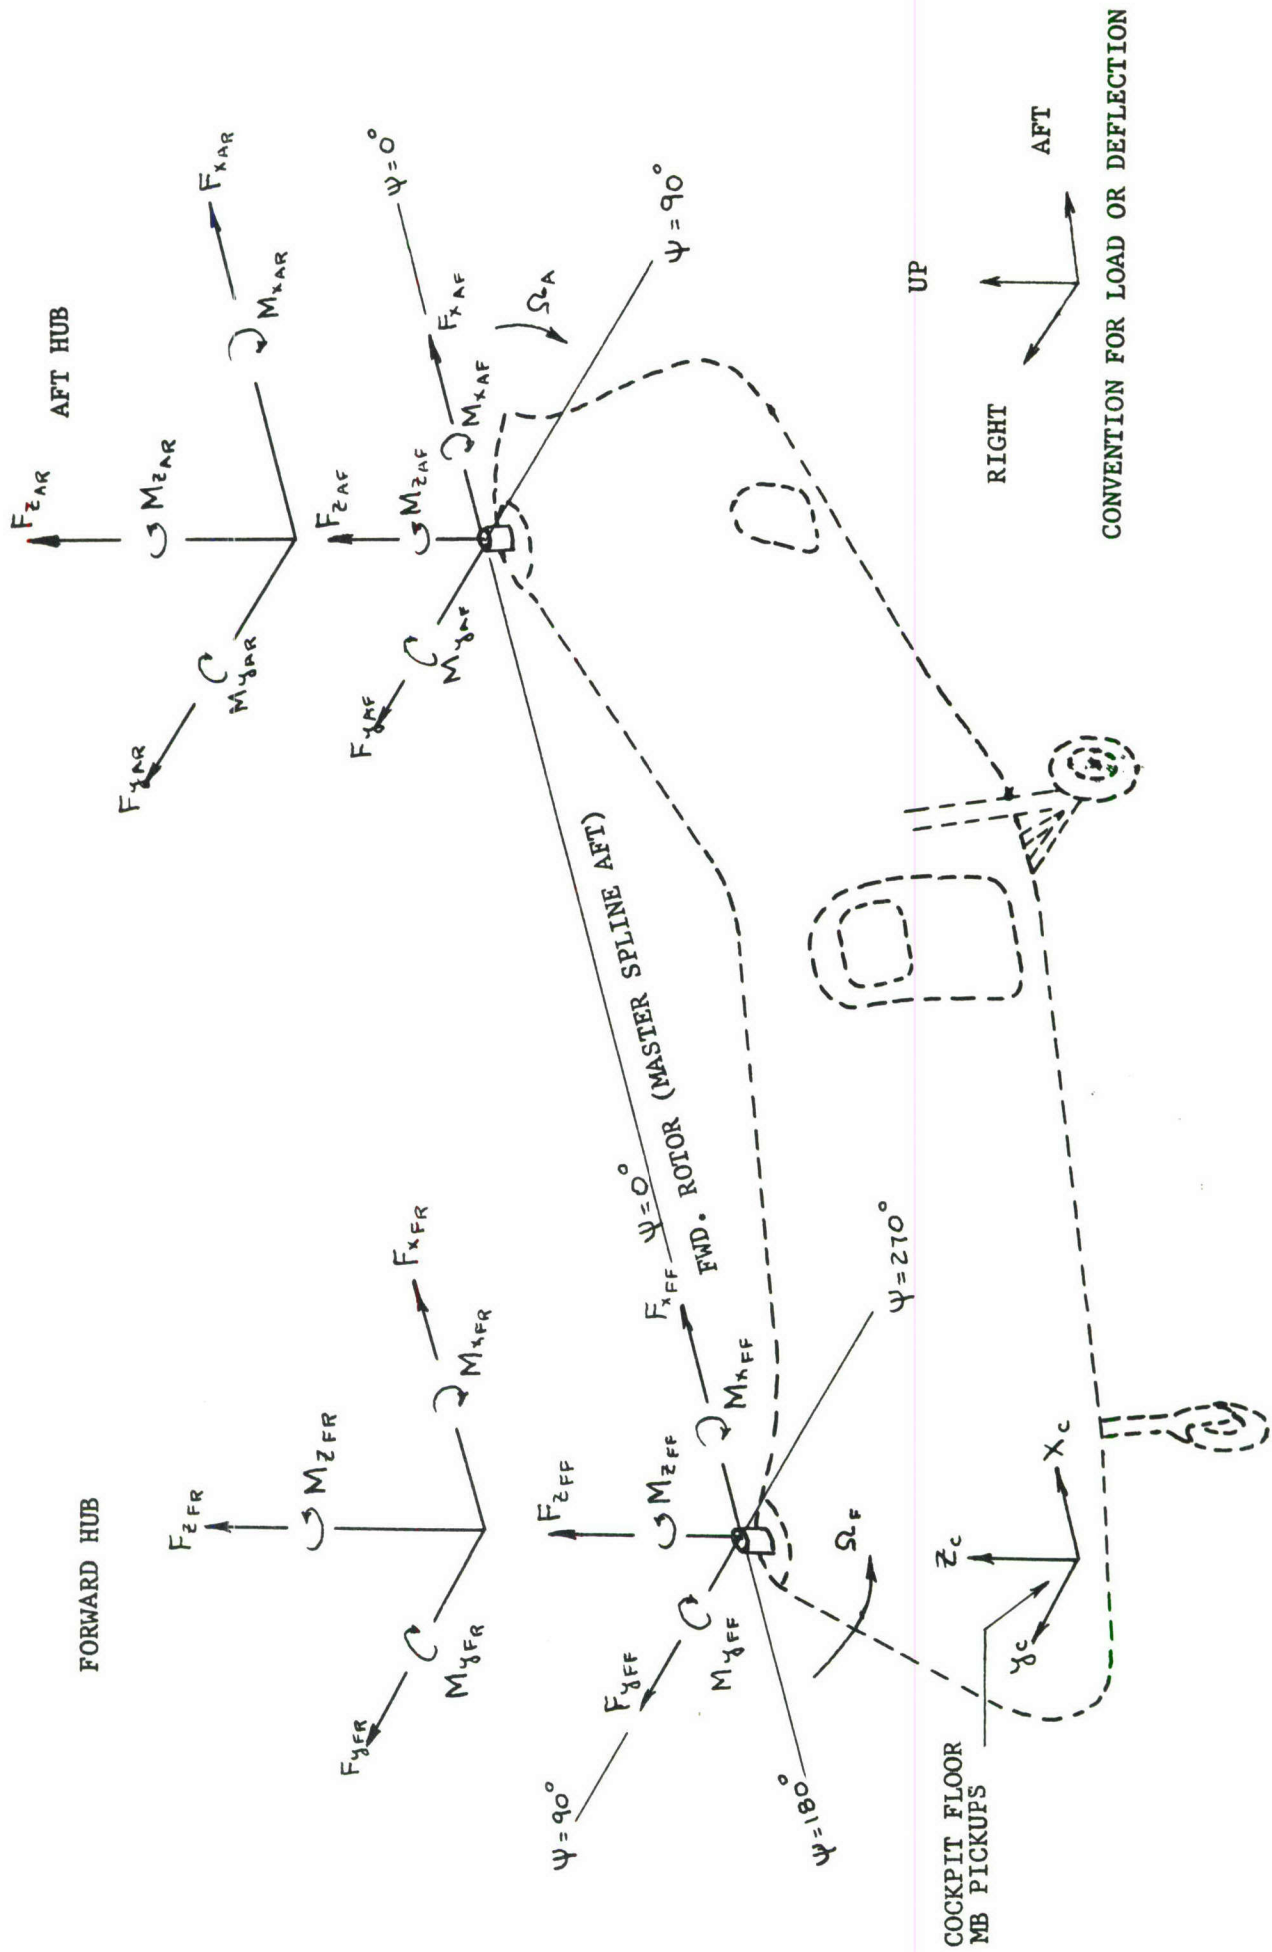 FORWARD HUB
F_zFR
M_zFR
F_xFR
M_xFR
F_yFR
M_yFR
AFT HUB
F_zAR
M_zAR
F_xAR
M_xAR
F_yAR
M_yAR
F_zAF
M_zAF
F_xAF
M_xAF
F_yAF
M_yAF
ψ=0°
Ω_A
ψ=90°
F_zFF
M_zFF
F_xFF
M_xFF
F_yFF
M_yFF
ψ=0°
FWD. ROTOR (MASTER SPLINE AFT)
ψ=90°
ψ=180°
ψ=270°
Ω_F
COCKPIT FLOOR
MB PICKUPS
Z_C
X_C
y_C
UP
RIGHT
AFT
CONVENTION FOR LOAD OR DEFLECTION